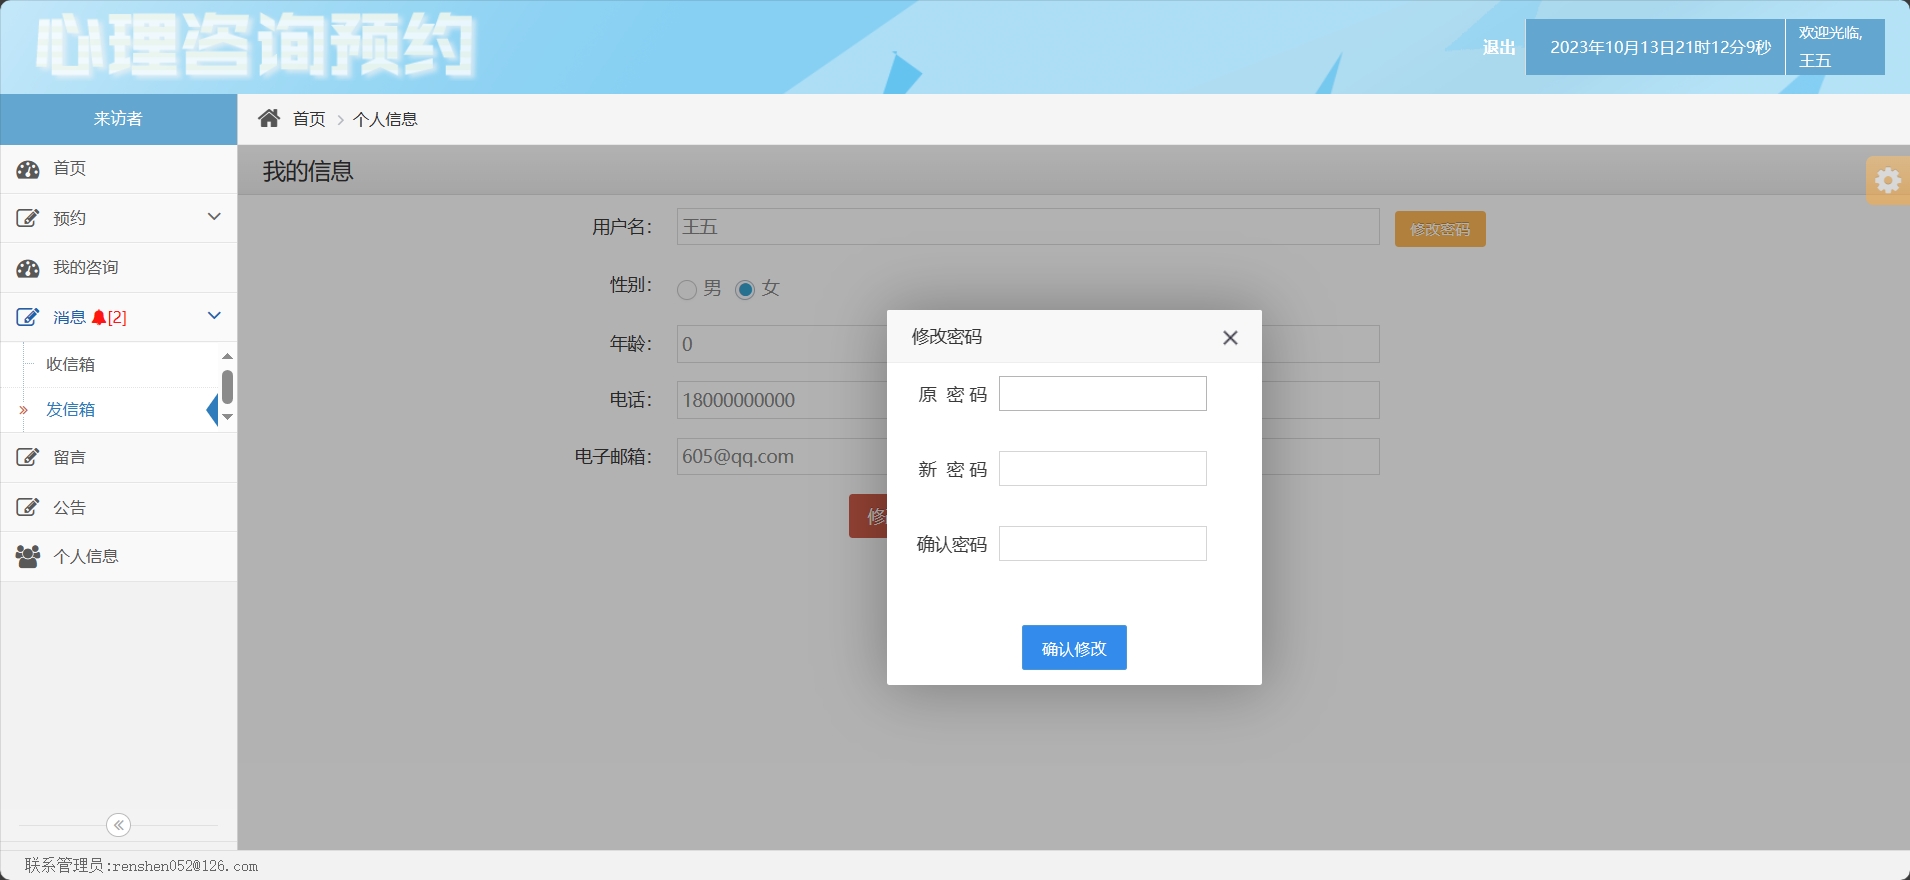 心理咨询预约
退出
2023年10月13日21时12分9秒
欢迎光临,
王五
来访者
首页
个人信息
首页
预约
我的咨询
消息 [2]
收信箱
发信箱
留言
公告
个人信息
我的信息
用户名：
王五
修改密码
性别：
男
女
年龄：
0
电话：
18000000000
电子邮箱：
605@qq.com
修改密码
原 密 码
新 密 码
确认密码
确认修改
联系管理员:renshen052@126.com